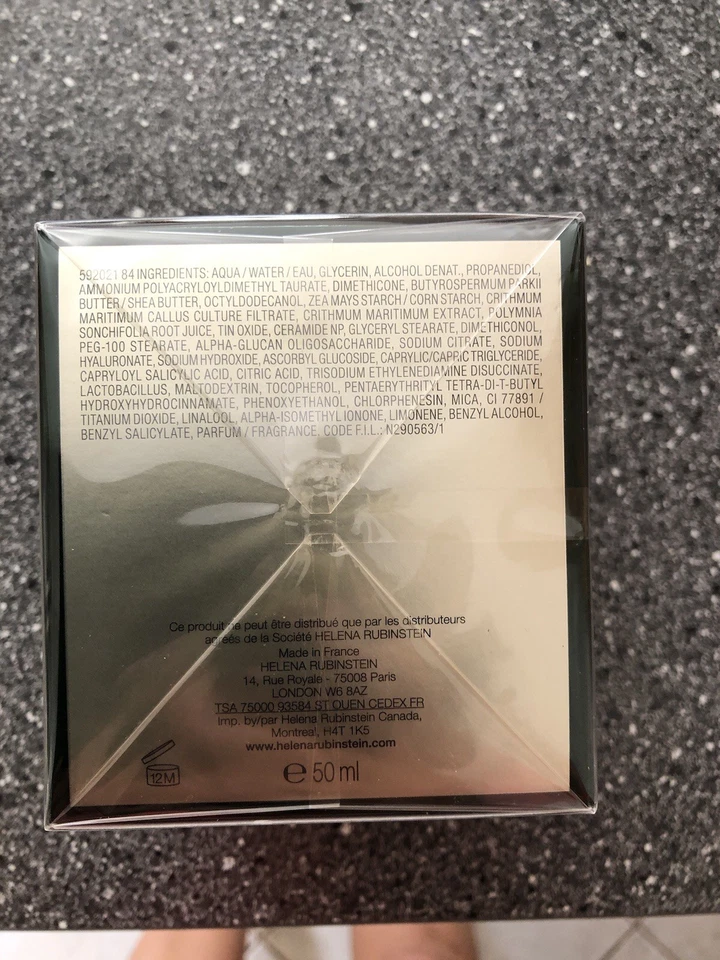 592021 84 INGREDIENTS: AQUA / WATER / EAU, GLYCERIN, ALCOHOL DENAT., PROPANEDIOL,
AMMONIUM POLYACRYLOYLDIMETHYL TAURATE, DIMETHICONE, BUTYROSPERMUM PARKII
BUTTER / SHEA BUTTER, OCTYLDODECANOL, ZEA MAYS STARCH / CORN STARCH, CRITHMUM
MARITIMUM CALLUS CULTURE FILTRATE, CRITHMUM MARITIMUM EXTRACT, POLYMNIA
SONCHIFOLIA ROOT JUICE, TIN OXIDE, CERAMIDE NP, GLYCERYL STEARATE, DIMETHICONOL,
PEG-100 STEARATE, ALPHA-GLUCAN OLIGOSACCHARIDE, SODIUM CITRATE, SODIUM
HYALURONATE, SODIUM HYDROXIDE, ASCORBYL GLUCOSIDE, CAPRYLIC/CAPRIC TRIGLYCERIDE,
CAPRYLOYL SALICYLIC ACID, CITRIC ACID, TRISODIUM ETHYLENEDIAMINE DISUCCINATE,
LACTOBACILLUS, MALTODEXTRIN, TOCOPHEROL, PENTAERYTHRITYL TETRA-DI-T-BUTYL
HYDROXYHYDROCINNAMATE, PHENOXYETHANOL, CHLORPHENESIN, MICA, CI 77891 /
TITANIUM DIOXIDE, LINALOOL, ALPHA-ISOMETHYL IONONE, LIMONENE, BENZYL ALCOHOL,
BENZYL SALICYLATE, PARFUM / FRAGRANCE. CODE F.I.L.: N290563/1
Ce produit ne peut être distribué que par les distributeurs
agréés de la Société HELENA RUBINSTEIN
Made in France
HELENA RUBINSTEIN
14, Rue Royale - 75008 Paris
LONDON W6 8AZ
TSA 75000 93584 ST OUEN CEDEX FR
Imp. by/par Helena Rubinstein Canada,
Montreal, H4T 1K5
www.helenarubinstein.com
12M
e 50 ml